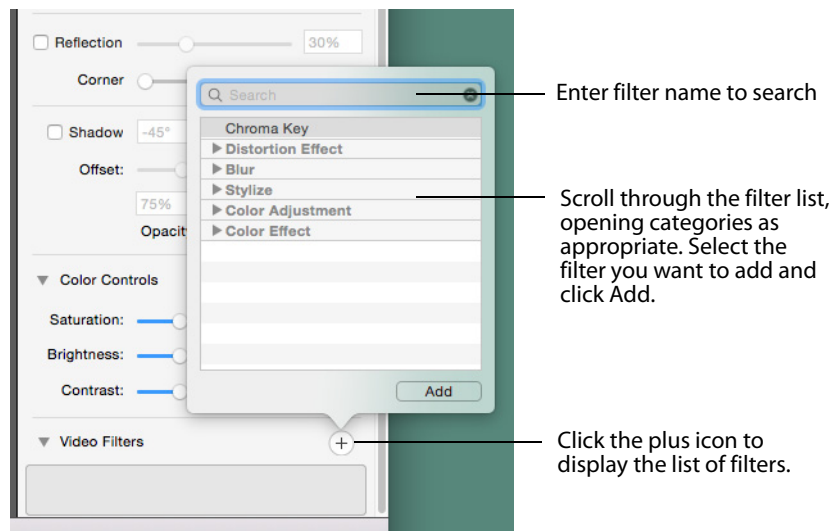 Reflection 30%
Corner
Search
Enter filter name to search
Shadow -45°
Chroma Key
Distortion Effect
Offset:
Blur
Stylize
75%
Color Adjustment
Opacit
Color Effect
Scroll through the filter list,
opening categories as
appropriate. Select the
filter you want to add and
click Add.
Color Controls
Saturation:
Brightness:
Contrast:
Add
Video Filters
Click the plus icon to
display the list of filters.